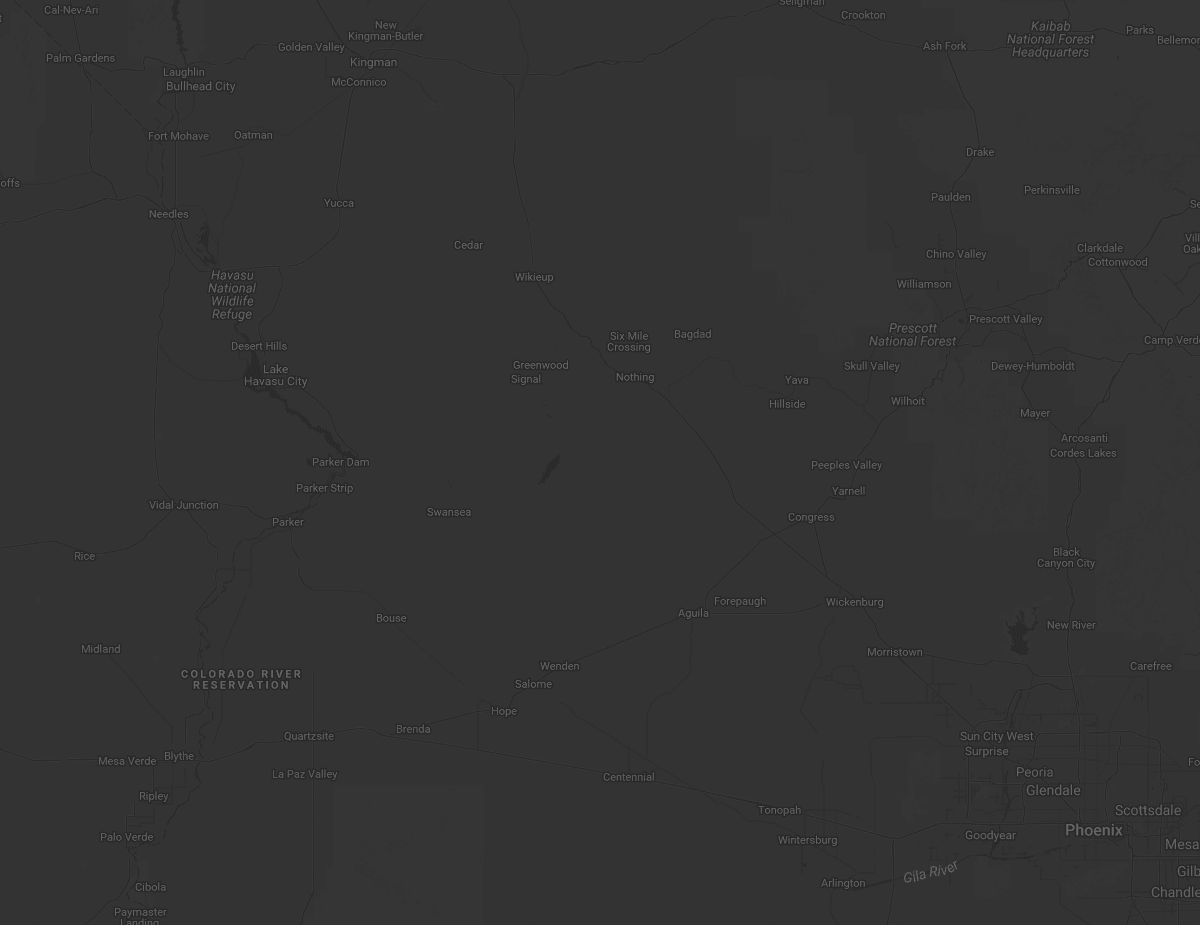 Cal-Nev-Ari
Seligman
Crookton
New
Kingman-Butler
Golden Valley
Kaibab
National Forest
Headquarters
Parks
Bellemon
Ash Fork
Palm Gardens
Kingman
Laughlin
Bullhead City
McConnico
Fort Mohave
Oatman
Drake
offs
Perkinsville
Paulden
Yucca
Needles
Cedar
Clarkdale
Cottonwood
Chino Valley
Havasu
National
Wildlife
Refuge
Wikieup
Williamson
Prescott Valley
Prescott
National Forest
Six Mile
Crossing
Bagdad
Camp Verde
Desert Hills
Lake
Havasu City
Greenwood
Signal
Nothing
Skull Valley
Dewey-Humboldt
Yava
Hillside
Wilhoit
Mayer
Arcosanti
Cordes Lakes
Parker Dam
Peeples Valley
Parker Strip
Yarnell
Vidal Junction
Swansea
Congress
Parker
Rice
Black
Canyon City
Forepaugh
Wickenburg
Aguila
Bouse
New River
Midland
Morristown
Wenden
Carefree
COLORADO RIVER
RESERVATION
Salome
Hope
Brenda
Quartzsite
Sun City West
Surprise
Blythe
Mesa Verde
La Paz Valley
Centennial
Peoria
Glendale
Ripley
Tonopah
Scottsdale
Palo Verde
Wintersburg
Goodyear
Phoenix
Mesa
Gila River
Gilb
Arlington
Cibola
Chandle
Paymaster
Landing